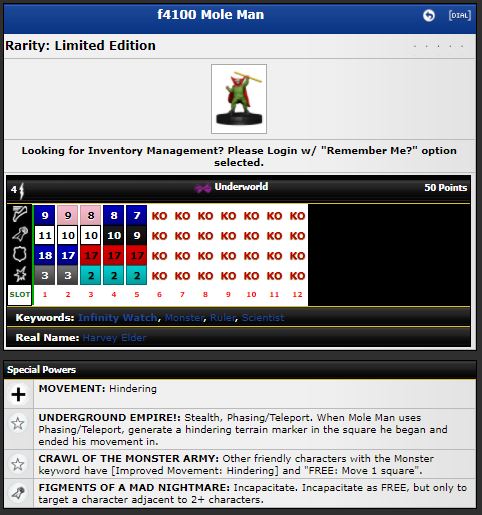 f4100 Mole Man
[DIAL]
Rarity: Limited Edition
. . . . .
Looking for Inventory Management? Please Login w/ "Remember Me?" option
selected.
4 Underworld 50 Points
9 9 8 8 7 KO KO KO KO KO KO KO
11 10 10 10 9 KO KO KO KO KO KO KO
18 17 17 17 17 KO KO KO KO KO KO KO
3 3 2 2 2 KO KO KO KO KO KO KO
SLOT 1 2 3 4 5 6 7 8 9 10 11 12
Keywords: Infinity Watch, Monster, Ruler, Scientist
Real Name: Harvey Elder
Special Powers
MOVEMENT: Hindering
UNDERGROUND EMPIRE!: Stealth, Phasing/Teleport. When Mole Man uses
Phasing/Teleport, generate a hindering terrain marker in the square he began and
ended his movement in.
CRAWL OF THE MONSTER ARMY: Other friendly characters with the Monster
keyword have [Improved Movement: Hindering] and "FREE: Move 1 square".
FIGMENTS OF A MAD NIGHTMARE: Incapacitate. Incapacitate as FREE, but only to
target a character adjacent to 2+ characters.